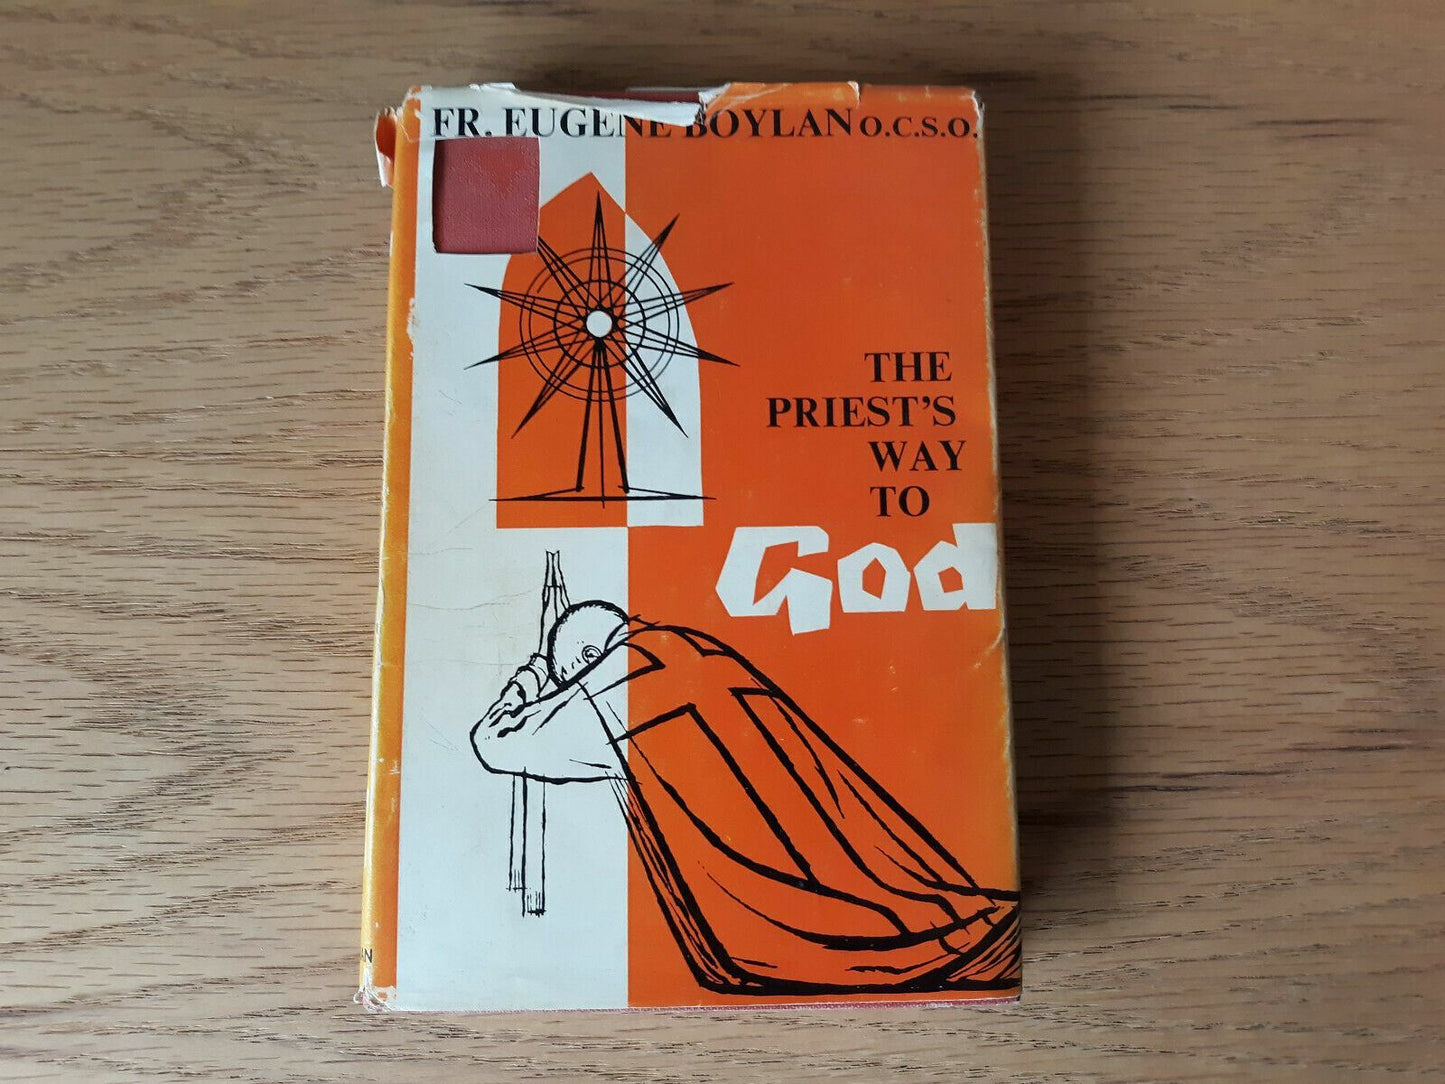 FR. EUGENE BOYLAN O.C.S.O.
THE
PRIEST'S
WAY
TO
God